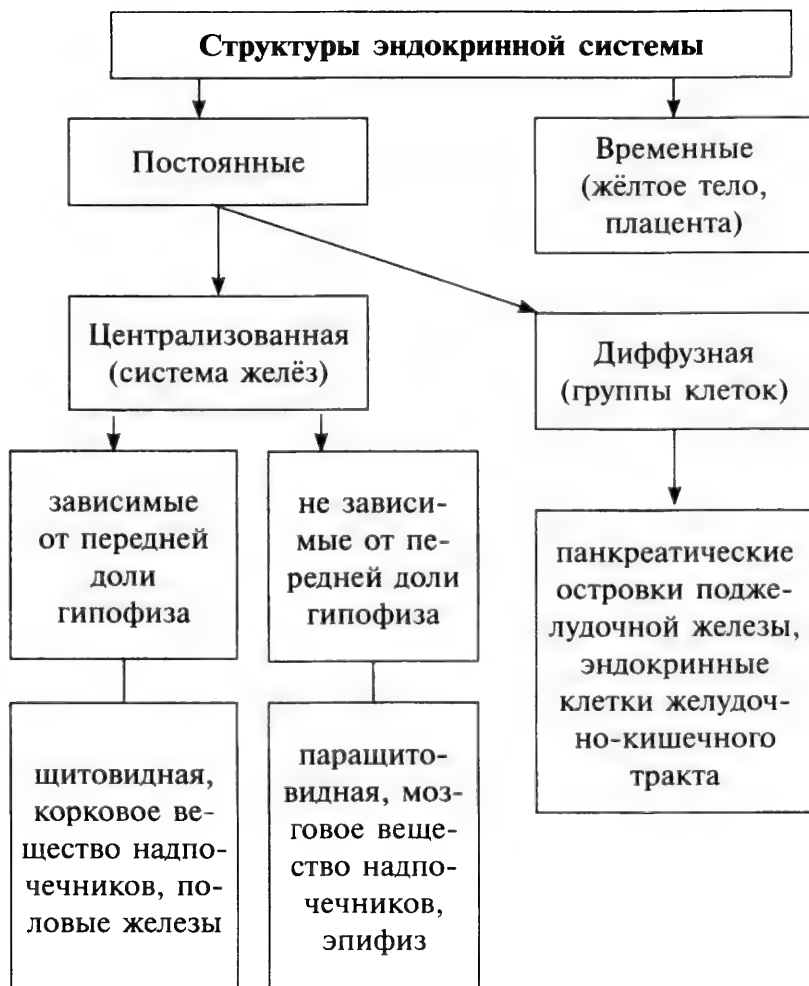 Структуры эндокринной системы
Постоянные
Временные
(жёлтое тело,
плацента)
Централизованная
(система желёз)
Диффузная
(группы клеток)
зависимые
от передней
доли
гипофиза
не зависи-
мые от пе-
редней доли
гипофиза
панкреатические
островки подже-
лудочной железы,
эндокринные
клетки желудоч-
но-кишечного
тракта
щитовидная,
корковое ве-
щество надпо-
чечников, по-
ловые железы
паращито-
видная, моз-
говое веще-
ство надпо-
чечников,
эпифиз